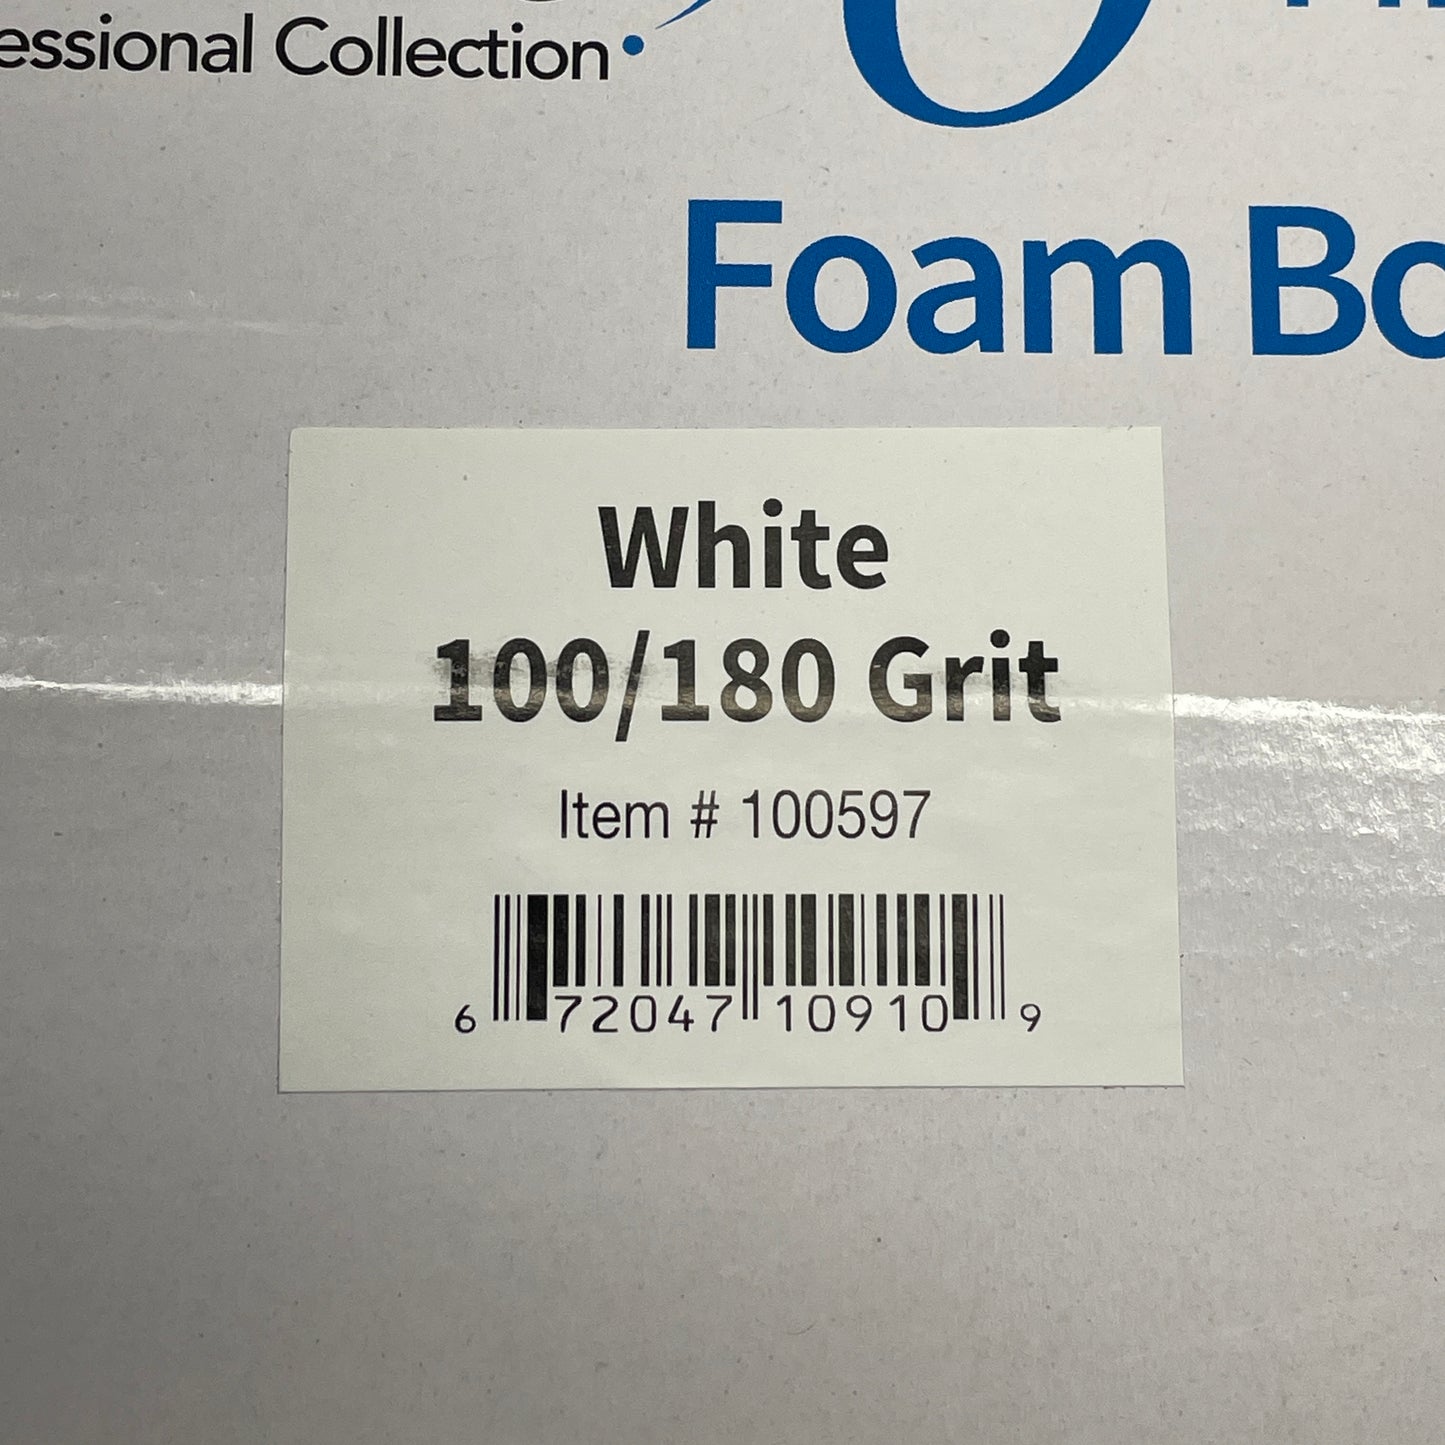 essional Collection
Foam Bo
White
100/180 Grit
Item # 100597
6 72047 10910 9